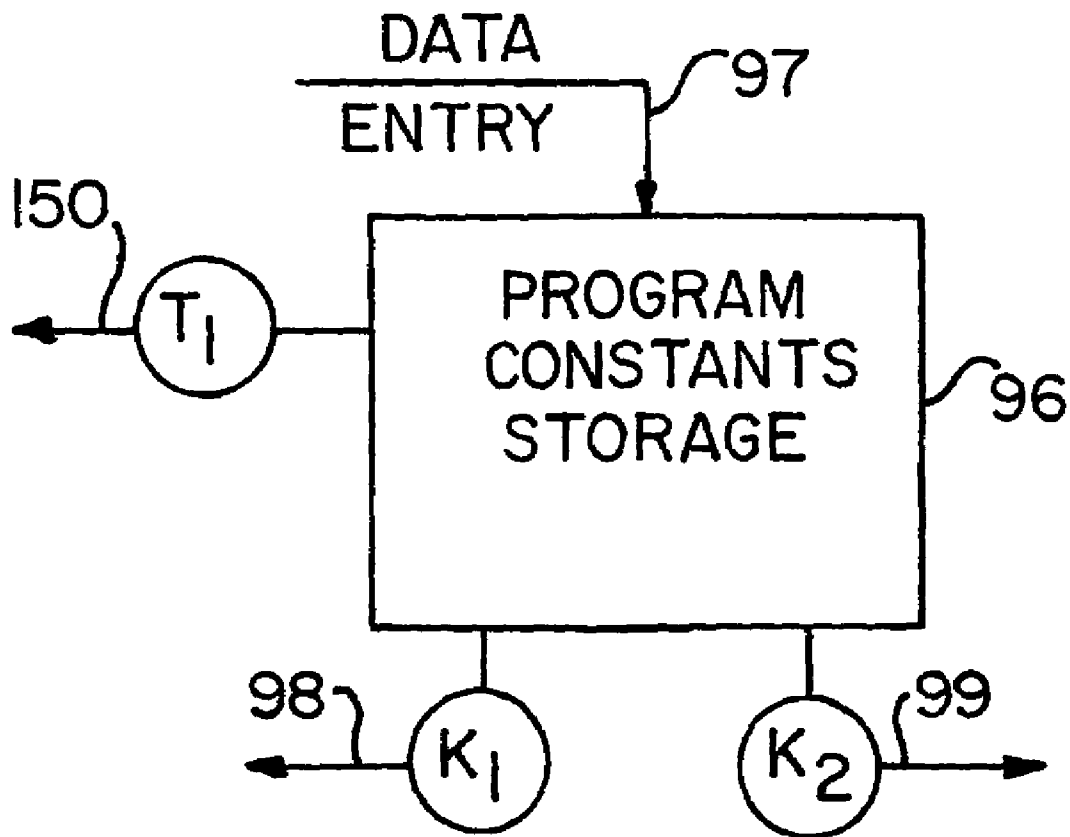 DATA
ENTRY
97
150
T1
PROGRAM
CONSTANTS
STORAGE
96
98
K1
K2
99